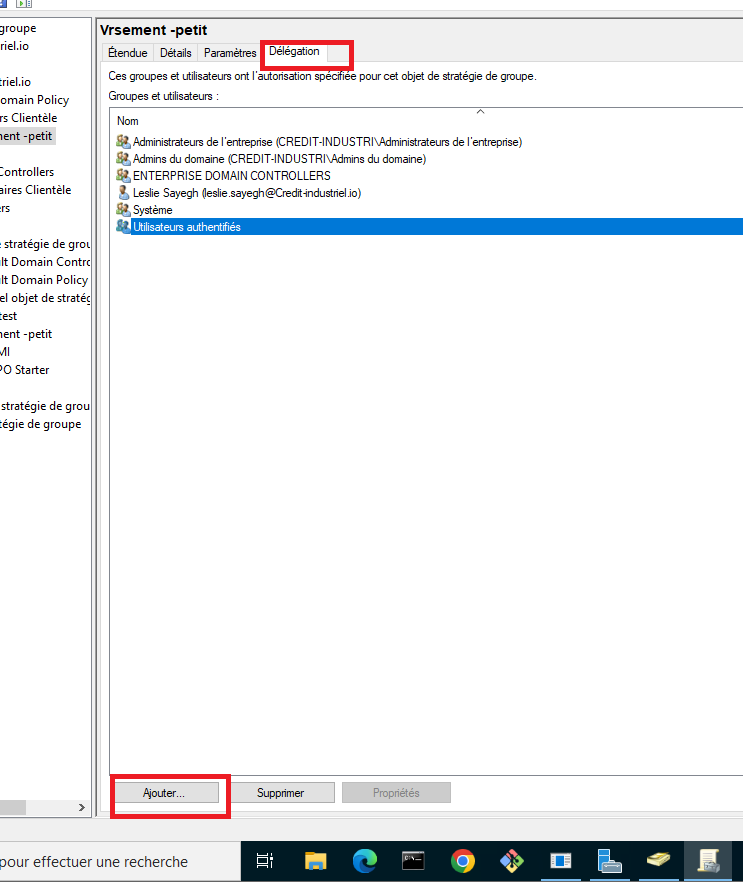 groupe
riel.io
riel.io
omain Policy
rs Clientèle
nent -petit
Controllers
aires Clientèle
ers
e stratégie de grou
ult Domain Contro
ult Domain Policy
el objet de stratég
test
nent -petit
MI
PO Starter
stratégie de grou
tégie de groupe
Vrsement -petit
Étendue Détails Paramètres Délégation
Ces groupes et utilisateurs ont l'autorisation spécifiée pour cet objet de stratégie de groupe.
Groupes et utilisateurs :
Nom
Administrateurs de l'entreprise (CREDIT-INDUSTRI\Administrateurs de l'entreprise)
Admins du domaine (CREDIT-INDUSTRI\Admins du domaine)
ENTERPRISE DOMAIN CONTROLLERS
Leslie Sayegh (leslie.sayegh@Credit-industriel.io)
Système
Utilisateurs authentifiés
Ajouter... Supprimer Propriétés
pour effectuer une recherche